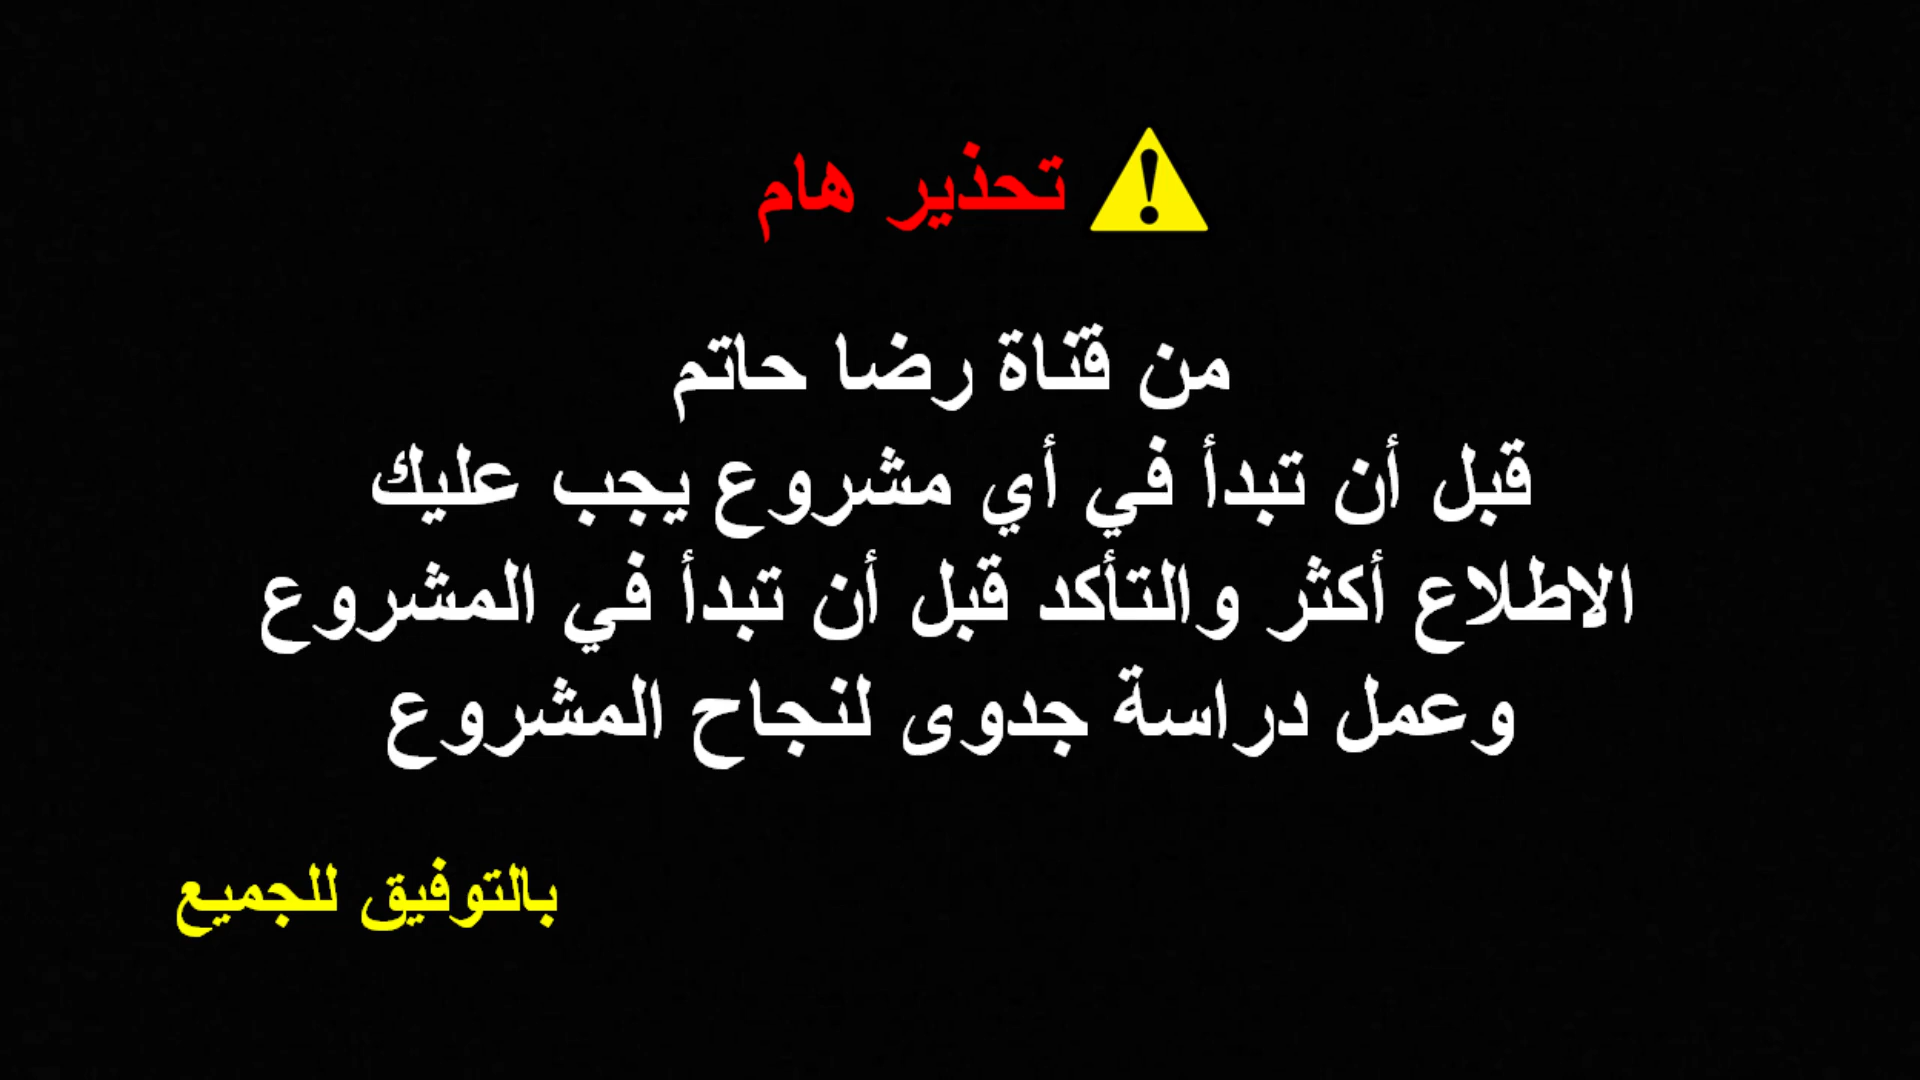 ⚠ تحذير هام
من قناة رضا حاتم
قبل أن تبدأ في أي مشروع يجب عليك
الاطلاع أكثر والتأكد قبل أن تبدأ في المشروع
وعمل دراسة جدوى لنجاح المشروع
بالتوفيق للجميع